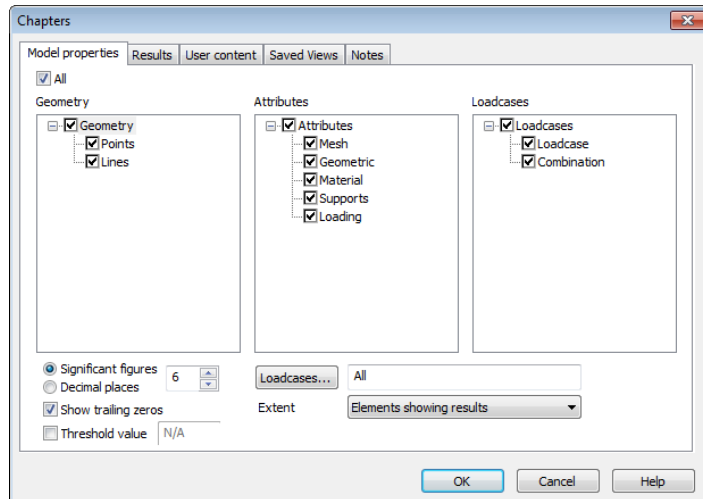 Chapters
Model properties Results User content Saved Views Notes
All
Geometry Attributes Loadcases
Geometry Attributes Loadcases
Points Mesh Loadcase
Lines Geometric Combination
Material
Supports
Loading
Significant figures
Decimal places
6
Loadcases... All
Show trailing zeros
Extent Elements showing results
Threshold value N/A
OK Cancel Help